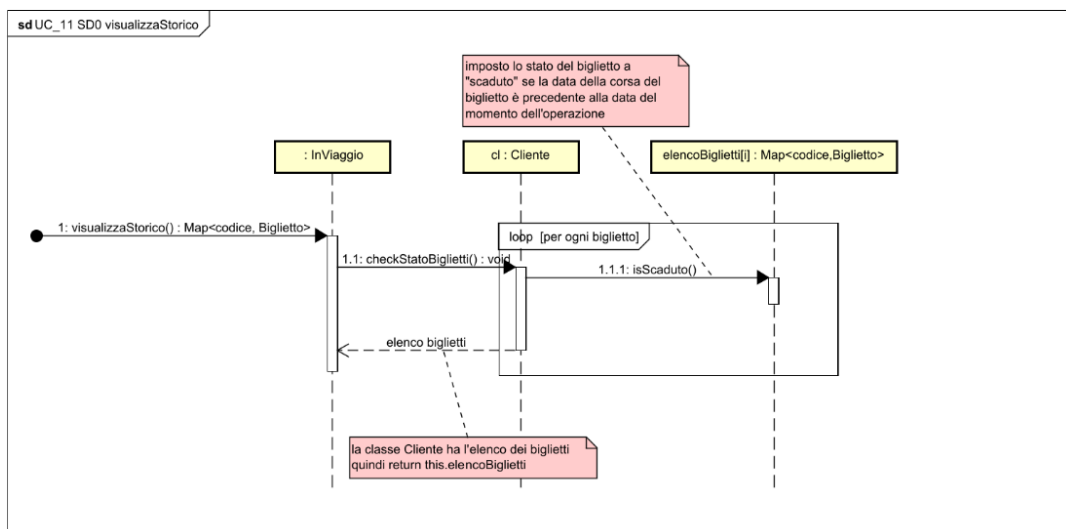 sd UC_11 SD0 visualizzaStorico
imposto lo stato del biglietto a
"scaduto" se la data della corsa del
biglietto è precedente alla data del
momento dell'operazione
: InViaggio
cl : Cliente
elencoBiglietti[i] : Map<codice,Biglietto>
1: visualizzaStorico() : Map<codice, Biglietto>
loop [per ogni biglietto]
1.1: checkStatoBiglietti() : void
1.1.1: isScaduto()
elenco biglietti
la classe Cliente ha l'elenco dei biglietti
quindi return this.elencoBiglietti